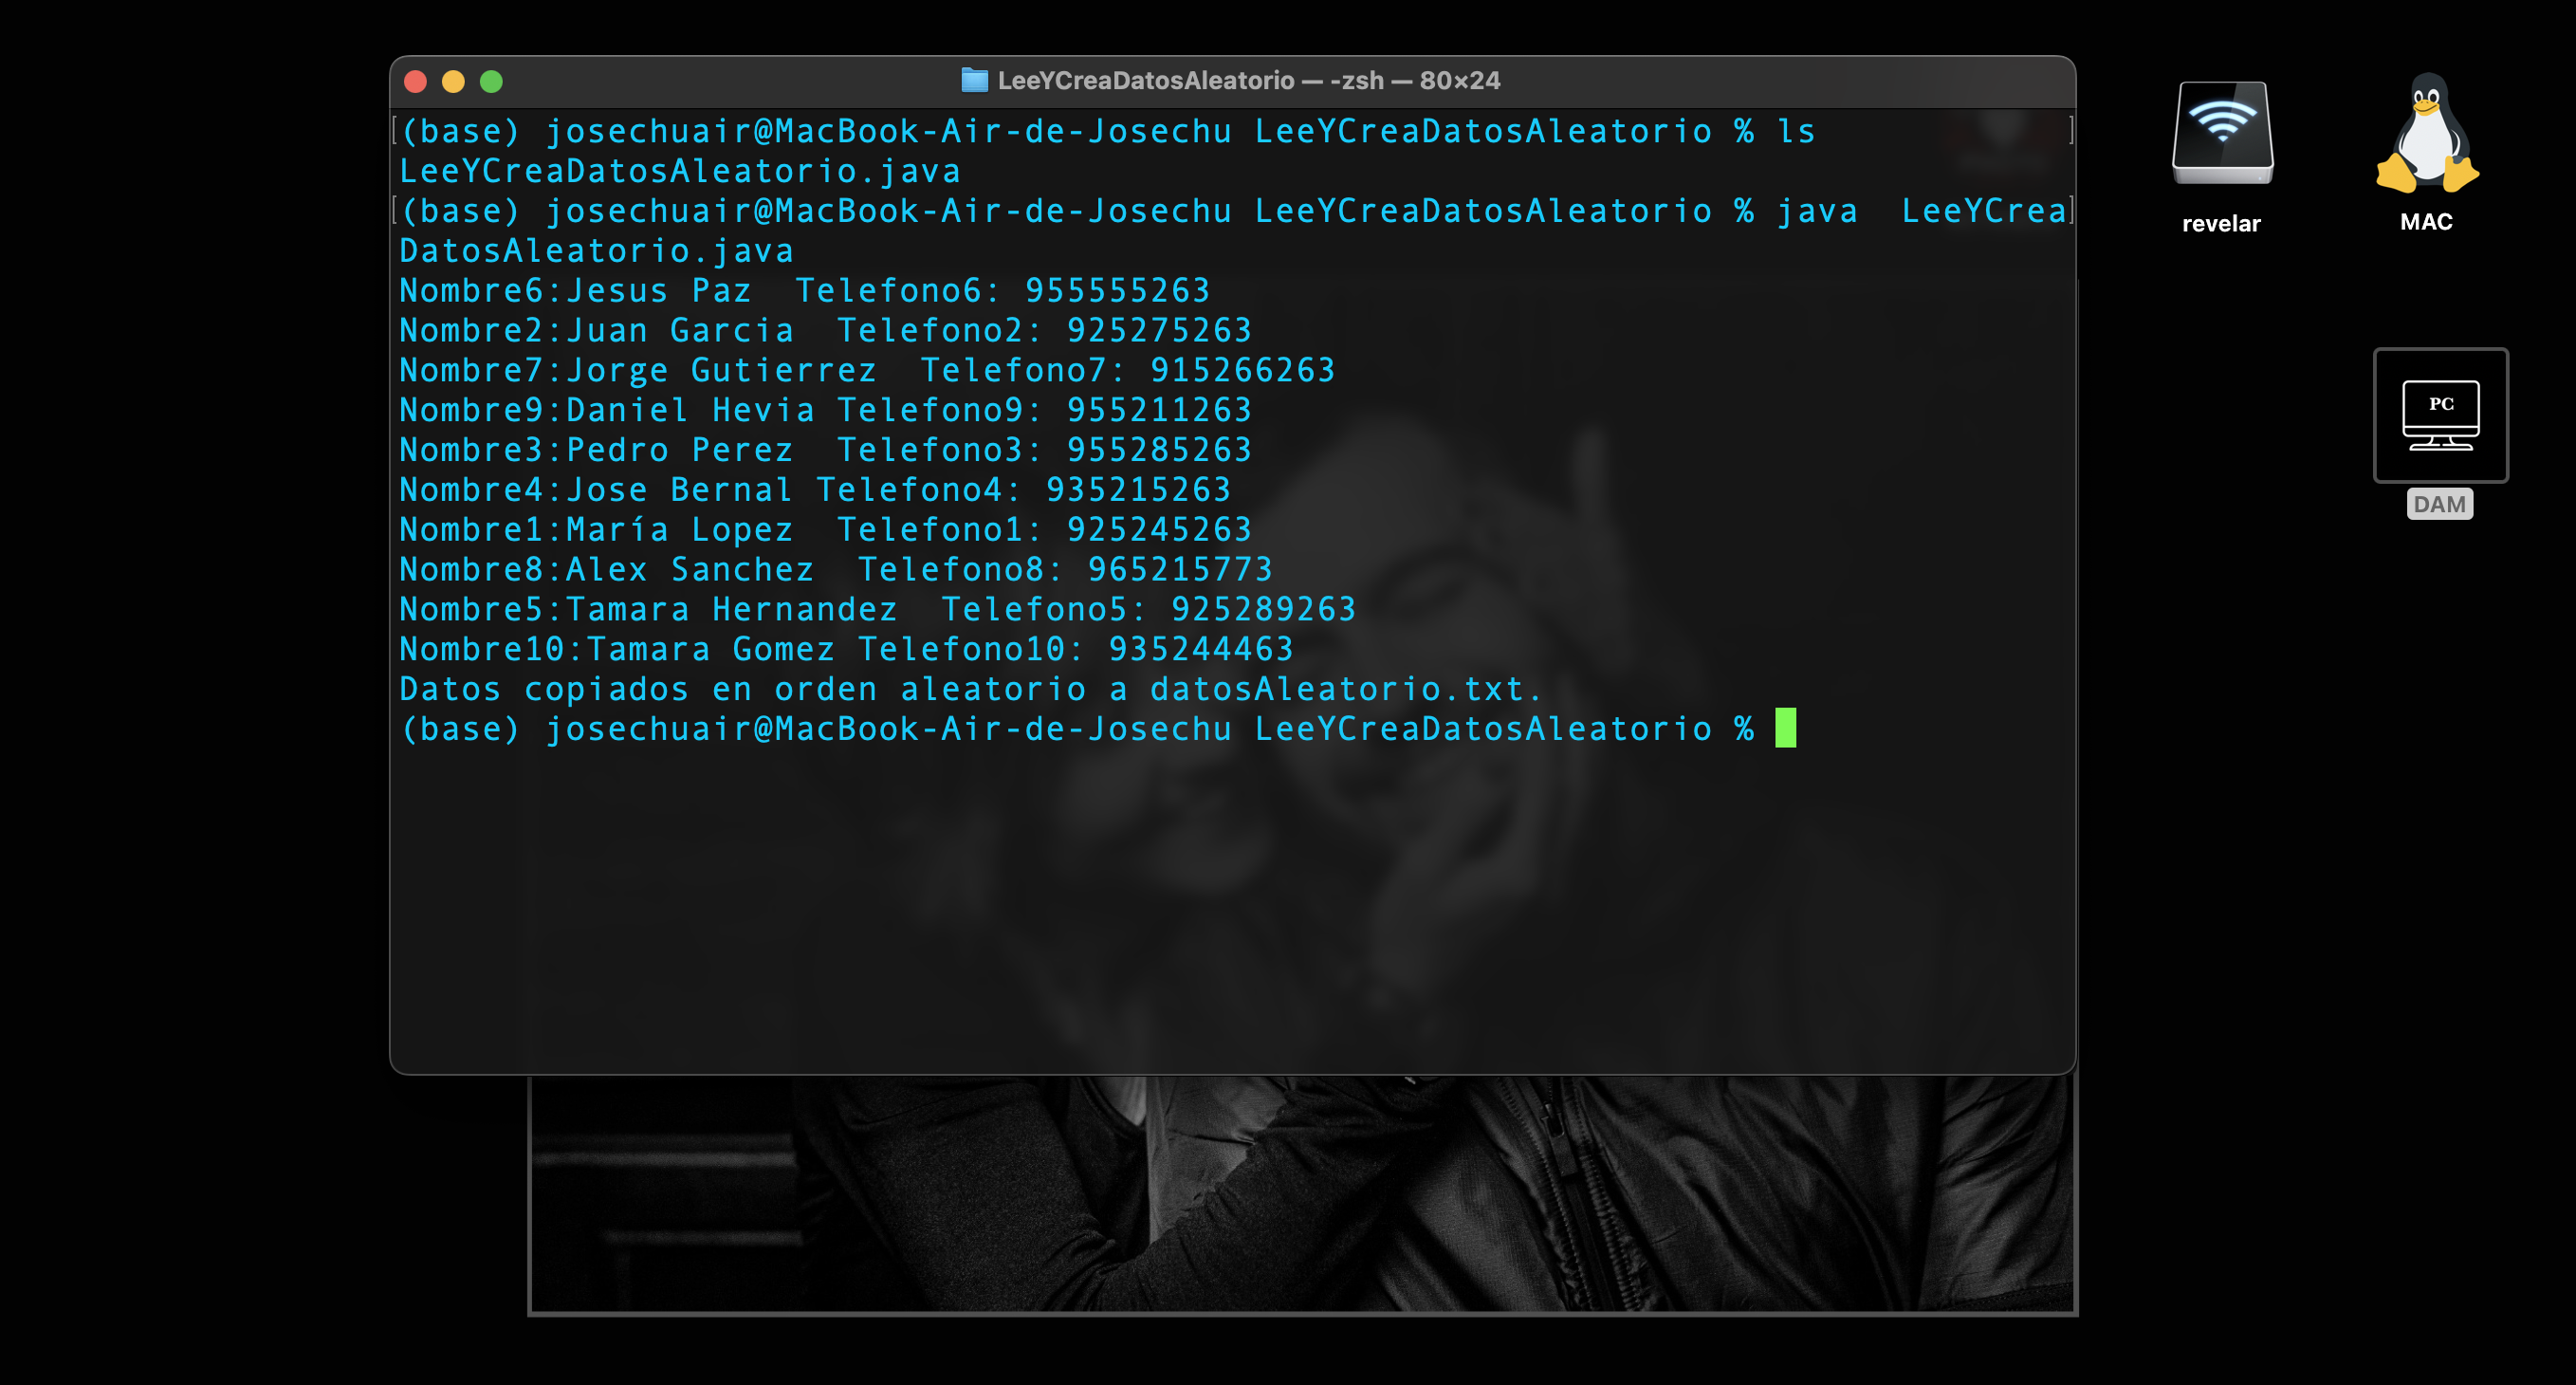 LeeYCreaDatosAleatorio — -zsh — 80×24
(base) josechuair@MacBook-Air-de-Josechu LeeYCreaDatosAleatorio % ls
LeeYCreaDatosAleatorio.java
(base) josechuair@MacBook-Air-de-Josechu LeeYCreaDatosAleatorio % java  LeeYCrea
DatosAleatorio.java
Nombre6:Jesus Paz  Telefono6: 955555263
Nombre2:Juan Garcia  Telefono2: 925275263
Nombre7:Jorge Gutierrez  Telefono7: 915266263
Nombre9:Daniel Hevia Telefono9: 955211263
Nombre3:Pedro Perez  Telefono3: 955285263
Nombre4:Jose Bernal Telefono4: 935215263
Nombre1:María Lopez  Telefono1: 925245263
Nombre8:Alex Sanchez  Telefono8: 965215773
Nombre5:Tamara Hernandez  Telefono5: 925289263
Nombre10:Tamara Gomez Telefono10: 935244463
Datos copiados en orden aleatorio a datosAleatorio.txt.
(base) josechuair@MacBook-Air-de-Josechu LeeYCreaDatosAleatorio %
revelar
MAC
PC
DAM